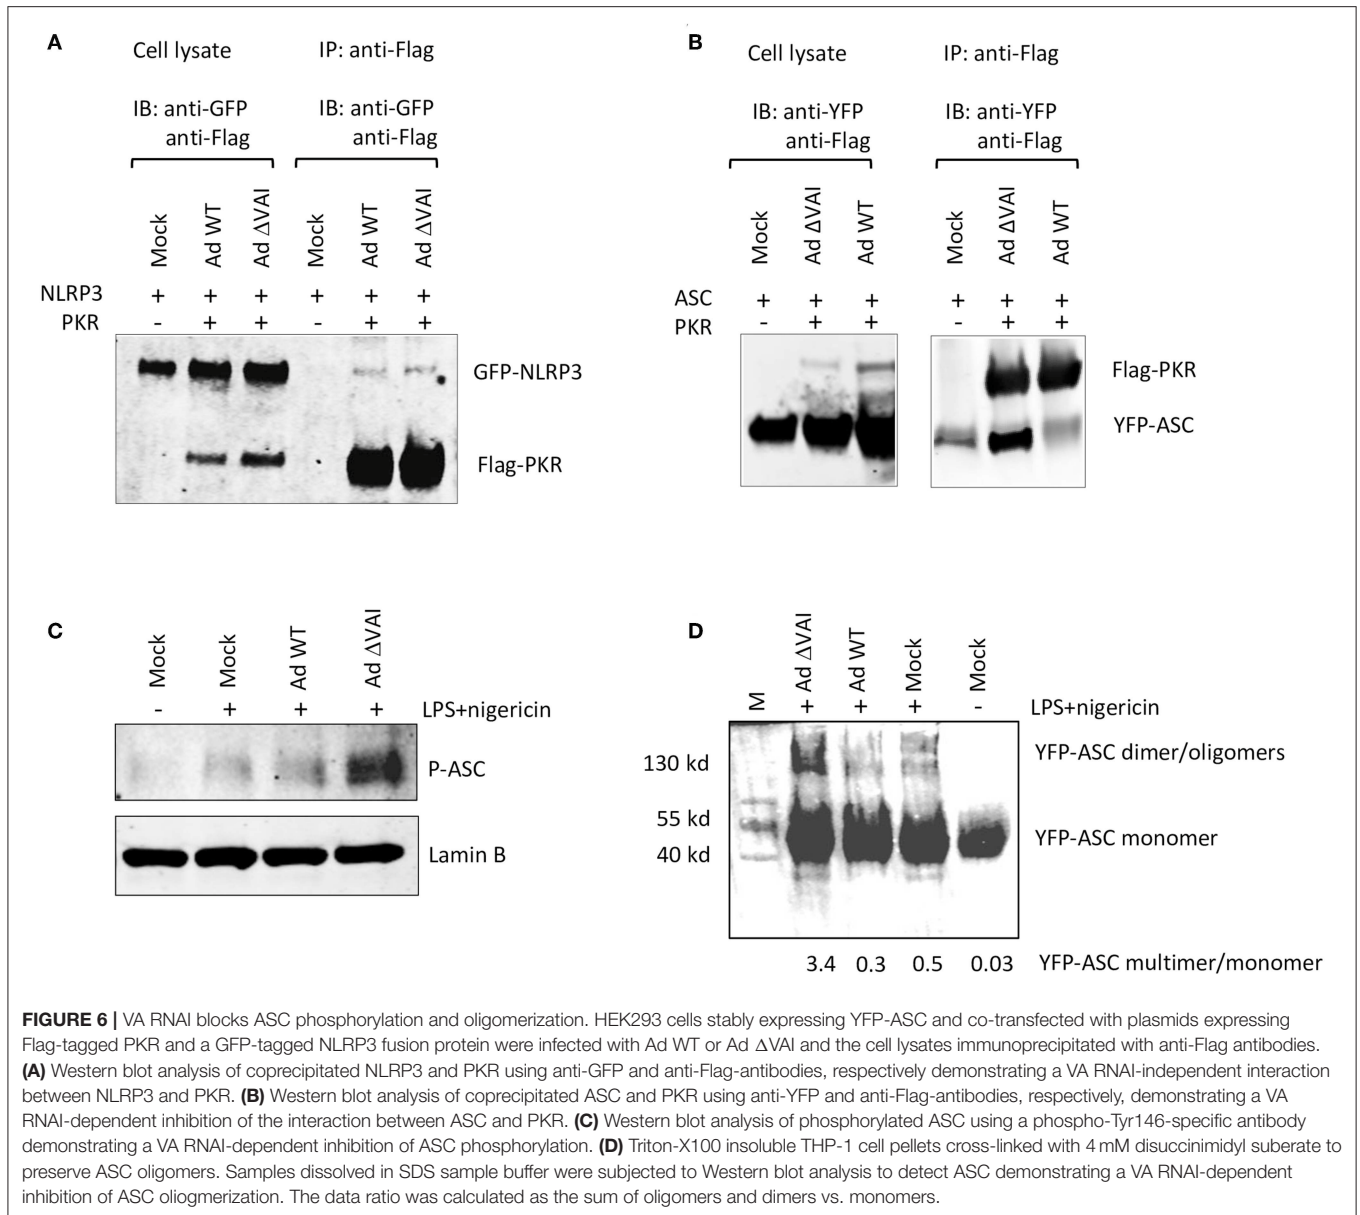 A
Cell lysate IP: anti-Flag
IB: anti-GFP IB: anti-GFP
anti-Flag anti-Flag
Mock Ad WT Ad ΔVAI Mock Ad WT Ad ΔVAI
NLRP3 + + + + + +
PKR - + + - + +
GFP-NLRP3
Flag-PKR
B
Cell lysate IP: anti-Flag
IB: anti-YFP IB: anti-YFP
anti-Flag anti-Flag
Mock Ad ΔVAI Ad WT Mock Ad ΔVAI Ad WT
ASC + + + + + +
PKR - + + - + +
Flag-PKR
YFP-ASC
C
Mock Mock Ad WT Ad ΔVAI
- + + + LPS+nigericin
P-ASC
Lamin B
D
M Ad ΔVAI Ad WT Mock Mock
+ + + - LPS+nigericin
130 kd YFP-ASC dimer/oligomers
55 kd
YFP-ASC monomer
40 kd
3.4 0.3 0.5 0.03 YFP-ASC multimer/monomer
FIGURE 6 | VA RNAI blocks ASC phosphorylation and oligomerization. HEK293 cells stably expressing YFP-ASC and co-transfected with plasmids expressing
Flag-tagged PKR and a GFP-tagged NLRP3 fusion protein were infected with Ad WT or Ad ΔVAI and the cell lysates immunoprecipitated with anti-Flag antibodies.
(A) Western blot analysis of coprecipitated NLRP3 and PKR using anti-GFP and anti-Flag-antibodies, respectively demonstrating a VA RNAI-independent interaction
between NLRP3 and PKR. (B) Western blot analysis of coprecipitated ASC and PKR using anti-YFP and anti-Flag-antibodies, respectively, demonstrating a VA
RNAI-dependent inhibition of the interaction between ASC and PKR. (C) Western blot analysis of phosphorylated ASC using a phospho-Tyr146-specific antibody
demonstrating a VA RNAI-dependent inhibition of ASC phosphorylation. (D) Triton-X100 insoluble THP-1 cell pellets cross-linked with 4 mM disuccinimidyl suberate to
preserve ASC oligomers. Samples dissolved in SDS sample buffer were subjected to Western blot analysis to detect ASC demonstrating a VA RNAI-dependent
inhibition of ASC oliogmerization. The data ratio was calculated as the sum of oligomers and dimers vs. monomers.